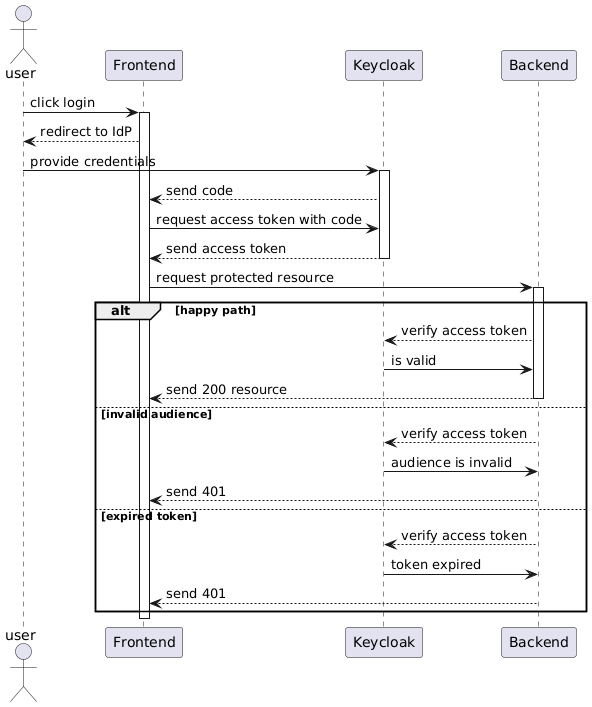 user
Frontend
Keycloak
Backend
click login
redirect to IdP
provide credentials
send code
request access token with code
send access token
request protected resource
alt
[happy path]
verify access token
is valid
send 200 resource
[invalid audience]
verify access token
audience is invalid
send 401
[expired token]
verify access token
token expired
send 401
user
Frontend
Keycloak
Backend